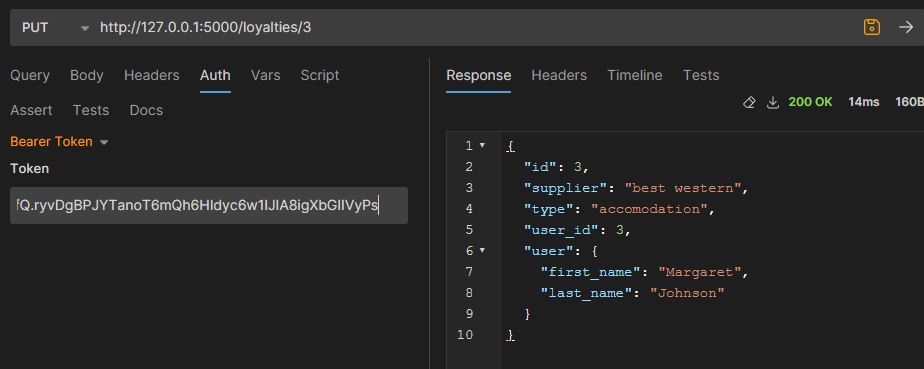 PUT http://127.0.0.1:5000/loyalties/3
Query Body Headers Auth Vars Script
Assert Tests Docs
Bearer Token
Token
fQ.ryvDgBPJYTanoT6mQh6HIdyc6w1IJIA8igXbGIIVyPs
Response Headers Timeline Tests
200 OK 14ms 160B
1 {
2 "id": 3,
3 "supplier": "best western",
4 "type": "accomodation",
5 "user_id": 3,
6 "user": {
7 "first_name": "Margaret",
8 "last_name": "Johnson"
9 }
10 }